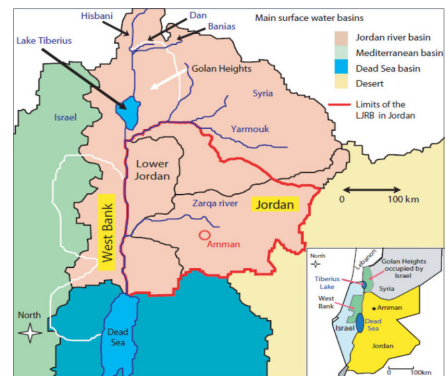 Hisbani
Dan
Banias
Lake Tiberius
Golan Heights
Syria
Israel
Yarmouk
Lower
Jordan
West Bank
Zarqa river
Jordan
Amman
North
Dead
Sea
Main surface water basins
Jordan river basin
Mediterranean basin
Dead Sea basin
Desert
Limits of the
LJRB in Jordan
0
100 km
North
Lebanon
Golan Heights
occupied by
Israel
Tiberius
Lake
Syria
West
Bank
Amman
Dead
Sea
Israel
Jordan
0
100km